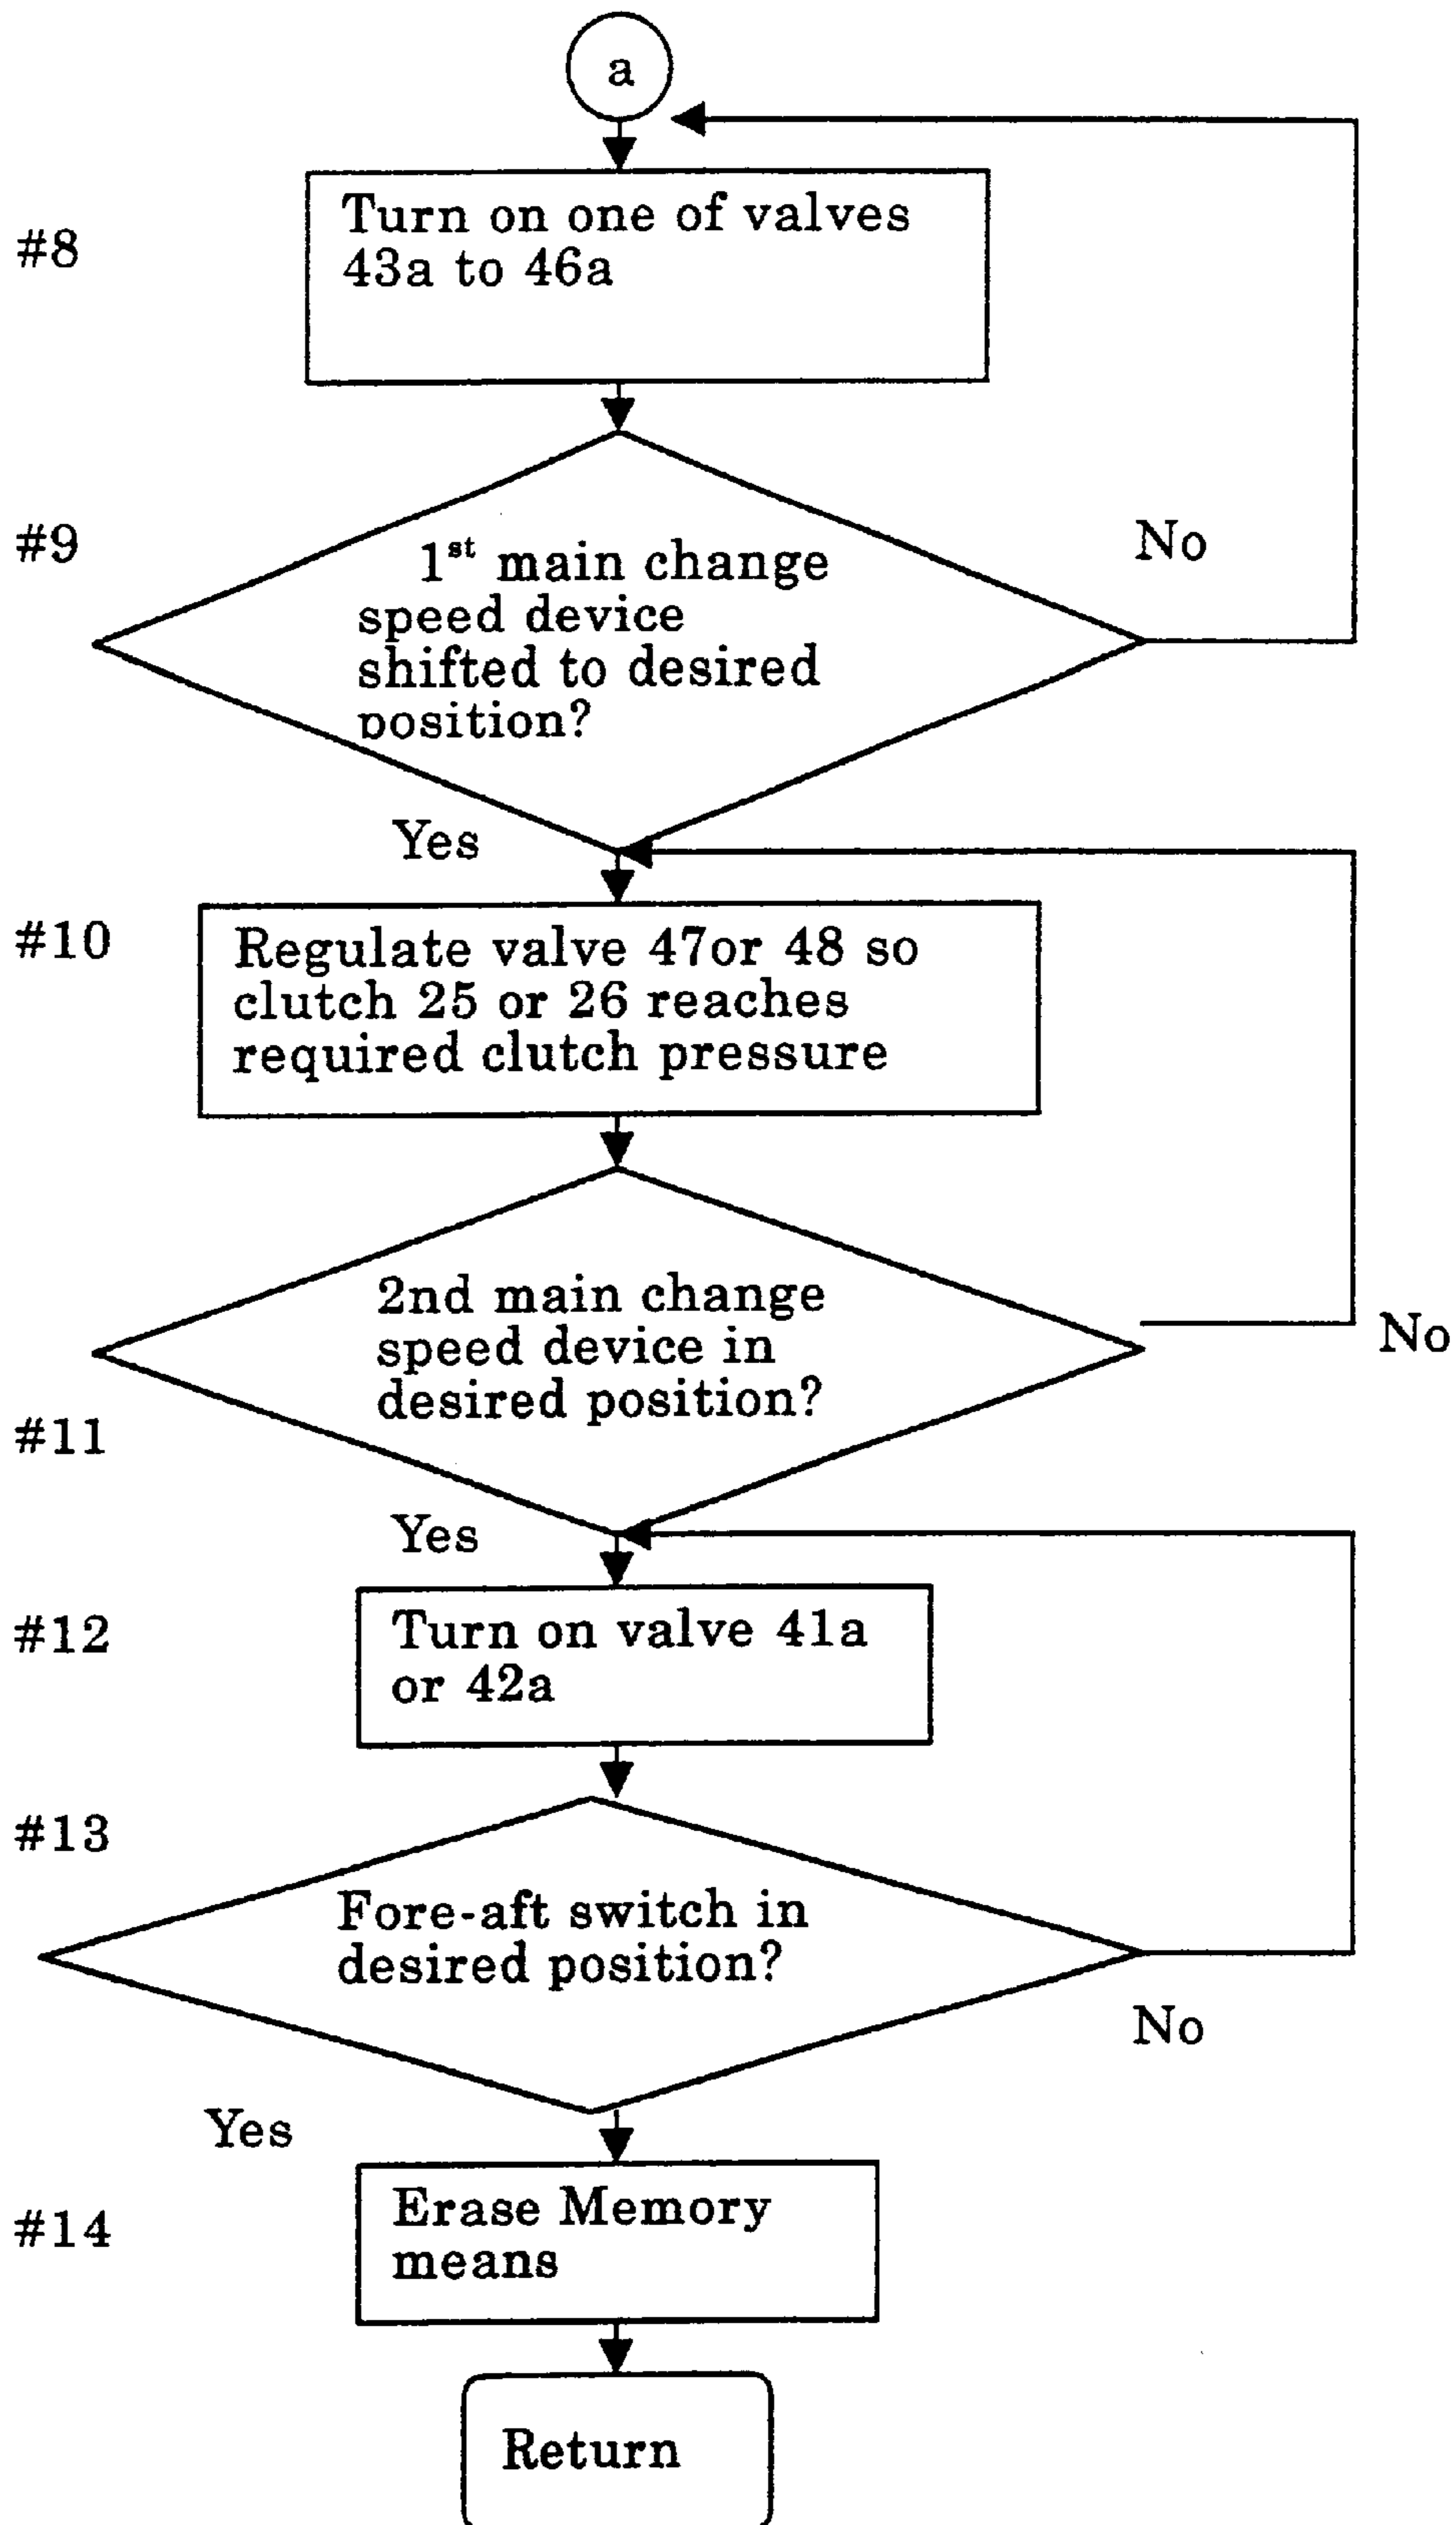 a
#8
Turn on one of valves
43a to 46a
#9
1st main change
speed device
shifted to desired
position?
No
Yes
#10
Regulate valve 47or 48 so
clutch 25 or 26 reaches
required clutch pressure
2nd main change
speed device in
desired position?
No
#11
Yes
#12
Turn on valve 41a
or 42a
#13
Fore-aft switch in
desired position?
No
Yes
#14
Erase Memory
means
Return